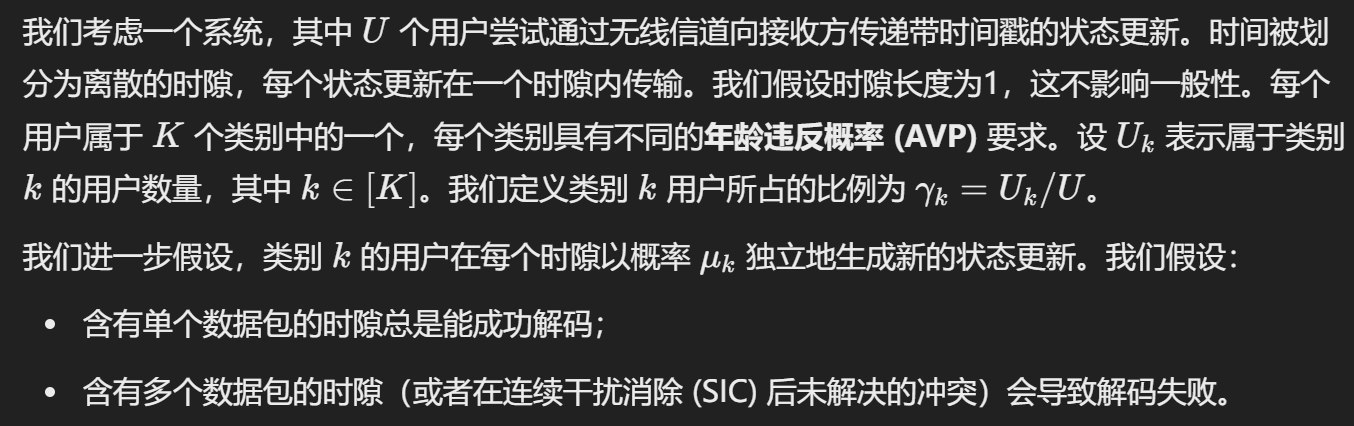 我们考虑一个系统，其中 U 个用户尝试通过无线信道向接收方传递带时间戳的状态更新。时间被划
分为离散的时隙，每个状态更新在一个时隙内传输。我们假设时隙长度为1，这不影响一般性。每个
用户属于 K 个类别中的一个，每个类别具有不同的年龄违反概率 (AVP) 要求。设 U_k 表示属于类别
k 的用户数量，其中 k ∈ [K]。我们定义类别 k 用户所占的比例为 γ_k = U_k/U。
我们进一步假设，类别 k 的用户在每个时隙以概率 μ_k 独立地生成新的状态更新。我们假设：
• 含有单个数据包的时隙总是能成功解码；
• 含有多个数据包的时隙（或者在连续干扰消除 (SIC) 后未解决的冲突）会导致解码失败。